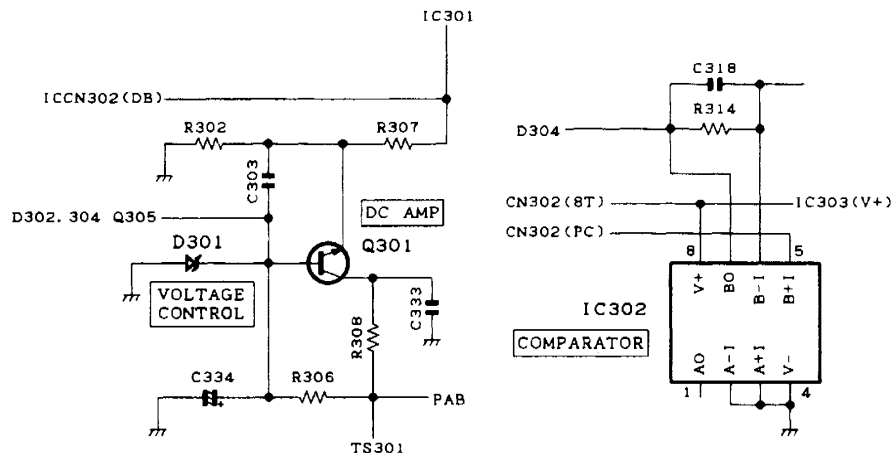 IC301
ICCN302(DB)
R302
R307
C303
D302.304 Q305
DC AMP
D301
Q301
VOLTAGE
CONTROL
R308
C333
C334
+
R306
PAB
TS301
C318
R314
D304
CN302(8T)
IC303(V+)
CN302(PC)
8
5
V+
BO
B-I
B+I
IC302
COMPARATOR
AO
A-I
A+I
V-
1
4